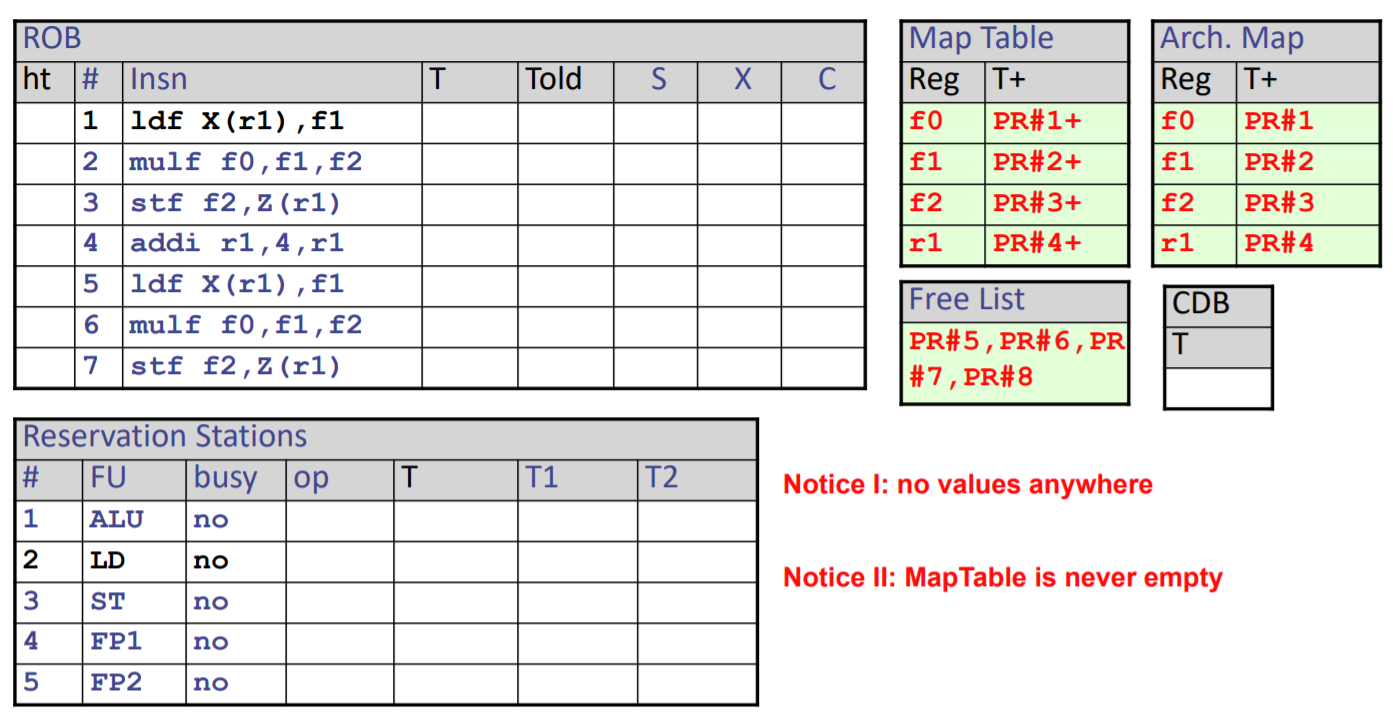 ROB
ht # Insn T Told S X C
1 ldf X(r1),f1
2 mulf f0,f1,f2
3 stf f2,Z(r1)
4 addi r1,4,r1
5 ldf X(r1),f1
6 mulf f0,f1,f2
7 stf f2,Z(r1)
Map Table
Reg T+
f0 PR#1+
f1 PR#2+
f2 PR#3+
r1 PR#4+
Arch. Map
Reg T+
f0 PR#1
f1 PR#2
f2 PR#3
r1 PR#4
Free List
PR#5,PR#6,PR
#7,PR#8
CDB
T
Reservation Stations
# FU busy op T T1 T2
1 ALU no
2 LD no
3 ST no
4 FP1 no
5 FP2 no
Notice I: no values anywhere
Notice II: MapTable is never empty